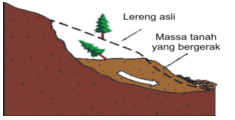 Lereng asli
Massa tanah
yang bergerak